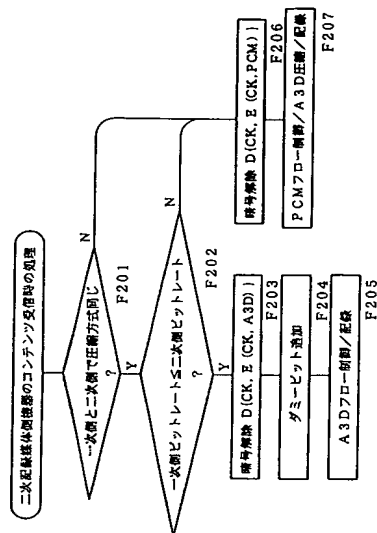 二次記録媒体側機器のコンテンツ受信時の処理
一次側と二次側で圧縮方式同じ
?
F201
N
Y
一次側ビットレート≤二次側ビットレート
?
F202
N
Y
暗号解除 D{CK, E (CK, A3D) }
F203
ダミービット追加
F204
A3Dフロー制御/記録
F205
暗号解除 D{CK, E (CK, PCM) }
F206
PCMフロー制御/A3D圧縮/記録
F207